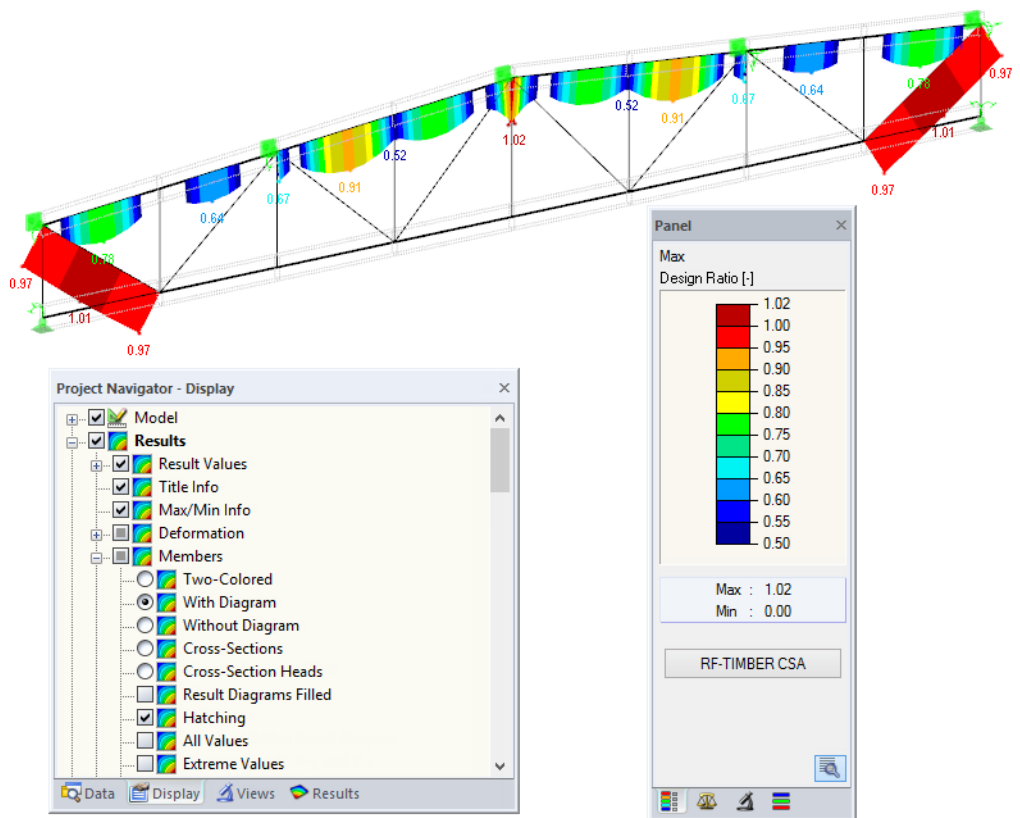 0.97
0.78
1.01
0.97
0.64
0.67
0.91
0.52
1.02
0.52
0.91
0.67
0.64
0.78
0.97
1.01
0.97
Project Navigator - Display
Model
Results
Result Values
Title Info
Max/Min Info
Deformation
Members
Two-Colored
With Diagram
Without Diagram
Cross-Sections
Cross-Section Heads
Result Diagrams Filled
Hatching
All Values
Extreme Values
Data Display Views Results
Panel
Max
Design Ratio [-]
1.02
1.00
0.95
0.90
0.85
0.80
0.75
0.70
0.65
0.60
0.55
0.50
Max : 1.02
Min : 0.00
RF-TIMBER CSA